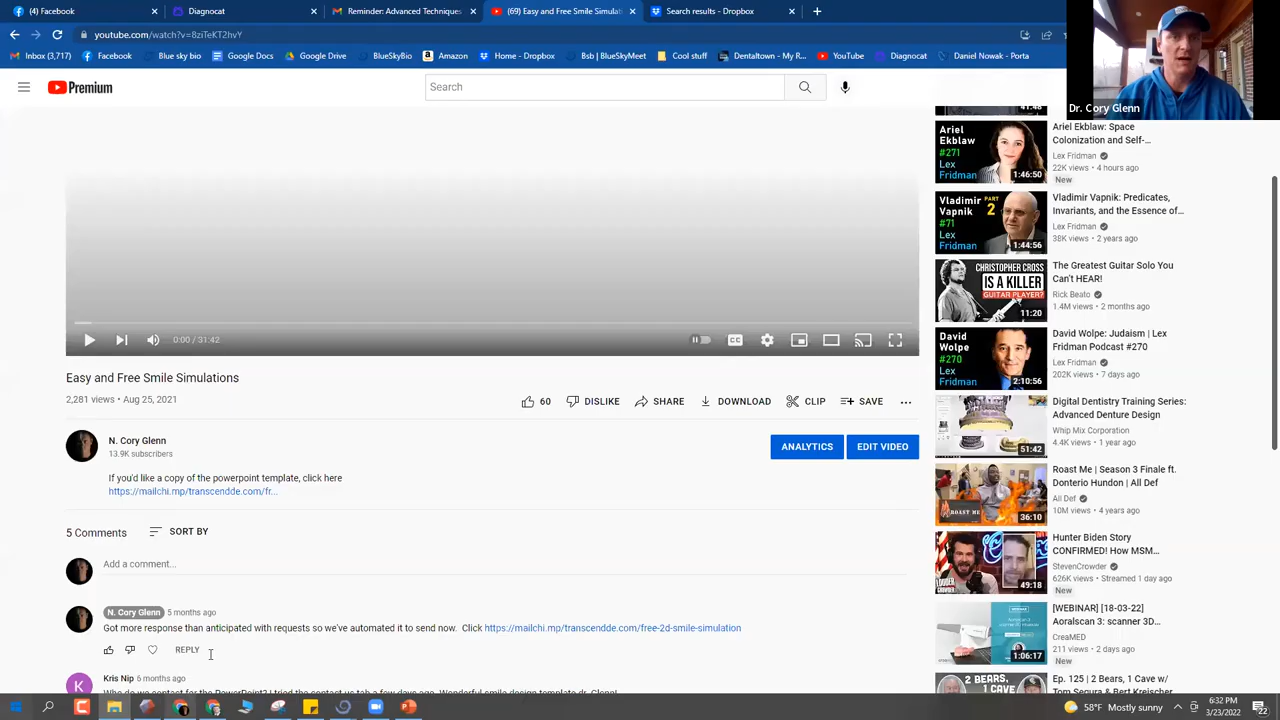 Facebook
Diagnocat
Simulations
Advanced Techniques
(69) Easy and Free Smile Simulat
Search results - Dropbox
youtube.com/watch?v=8ziTeKT2hvY
Inbox (3,717)
Facebook
Blue sky bio
Google Docs
Google Drive
BlueSkyBio
Amazon
Home - Dropbox
Bsb | BlueSkyMeet
Cool stuff
Dentaltown - My R...
YouTube
Diagnocat
Daniel Nowak - Porta
Dr. Cory Glenn
Premium
Search
41:48
Ariel Ekblaw #271 Lex Fridman
1:46:50
Ariel Ekblaw: Space
Colonization and Self-...
Lex Fridman
22K views • 4 hours ago
New
Vladimir Vapnik #71 Lex Fridman
PART 2
1:44:56
Vladimir Vapnik: Predicates,
Invariants, and the Essence of...
Lex Fridman
38K views • 2 years ago
CHRISTOPHER CROSS
IS A KILLER
GUITAR PLAYER?
11:20
The Greatest Guitar Solo You
Can't HEAR!
Rick Beato
1.4M views • 2 months ago
0:00 / 31:42
David Wolpe #270 Lex Fridman
2:10:56
David Wolpe: Judaism | Lex
Fridman Podcast #270
Lex Fridman
202K views • 7 days ago
Easy and Free Smile Simulations
2,281 views • Aug 25, 2021
60
DISLIKE
SHARE
DOWNLOAD
CLIP
SAVE
51:42
Digital Dentistry Training Series:
Advanced Denture Design
Whip Mix Corporation
4.4K views • 1 year ago
N. Cory Glenn
13.9K subscribers
ANALYTICS
EDIT VIDEO
If you'd like a copy of the powerpoint template, click here
https://mailchi.mp/transcendde.com/fr...
ROAST ME
36:10
Roast Me | Season 3 Finale ft.
Donterio Hundon | All Def
All Def
10M views • 4 years ago
5 Comments
SORT BY
Add a comment...
LOUDER
CROWDER
49:18
Hunter Biden Story
CONFIRMED! How MSM...
StevenCrowder
626K views • Streamed 1 day ago
New
N. Cory Glenn
5 months ago
Got more response than anticipated with requests so it's automated to send now. Click https://mailchi.mp/transcendde.com/free-2d-smile-simulation
REPLY
1:06:17
[WEBINAR] [18-03-22]
Aoralscan 3: scanner 3D...
CreaMED
211 views • 2 days ago
New
K
Kris Nip
6 months ago
2 BEARS,
1 CAVE
Ep. 125 | 2 Bears, 1 Cave w/
58°F Mostly sunny
6:32 PM
3/23/2022
22